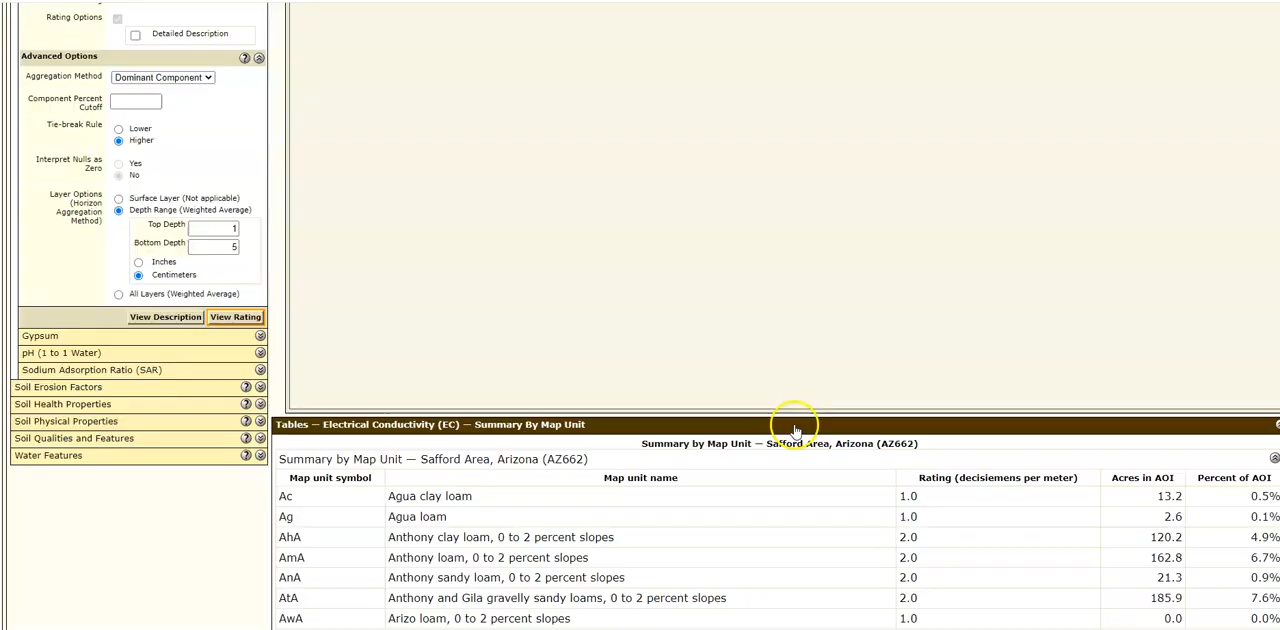 Rating Options
Detailed Description
Advanced Options
Aggregation Method Dominant Component
Component Percent
Cutoff
Tie-break Rule
Lower
Higher
Interpret Nulls as
Zero
Yes
No
Layer Options
(Horizon
Aggregation
Method)
Surface Layer (Not applicable)
Depth Range (Weighted Average)
Top Depth 1
Bottom Depth 5
Inches
Centimeters
All Layers (Weighted Average)
View Description View Rating
Gypsum
pH (1 to 1 Water)
Sodium Adsorption Ratio (SAR)
Soil Erosion Factors
Soil Health Properties
Soil Physical Properties
Soil Qualities and Features
Water Features
Tables — Electrical Conductivity (EC) — Summary By Map Unit
Summary by Map Unit — Safford Area, Arizona (AZ662)
Summary by Map Unit — Safford Area, Arizona (AZ662)
Map unit symbol Map unit name Rating (decisiemens per meter) Acres in AOI Percent of AOI
Ac Agua clay loam 1.0 13.2 0.5%
Ag Agua loam 1.0 2.6 0.1%
AhA Anthony clay loam, 0 to 2 percent slopes 2.0 120.2 4.9%
AmA Anthony loam, 0 to 2 percent slopes 2.0 162.8 6.7%
AnA Anthony sandy loam, 0 to 2 percent slopes 2.0 21.3 0.9%
AtA Anthony and Gila gravelly sandy loams, 0 to 2 percent slopes 2.0 185.9 7.6%
AwA Arizo loam, 0 to 2 percent slopes 1.0 0.0 0.0%